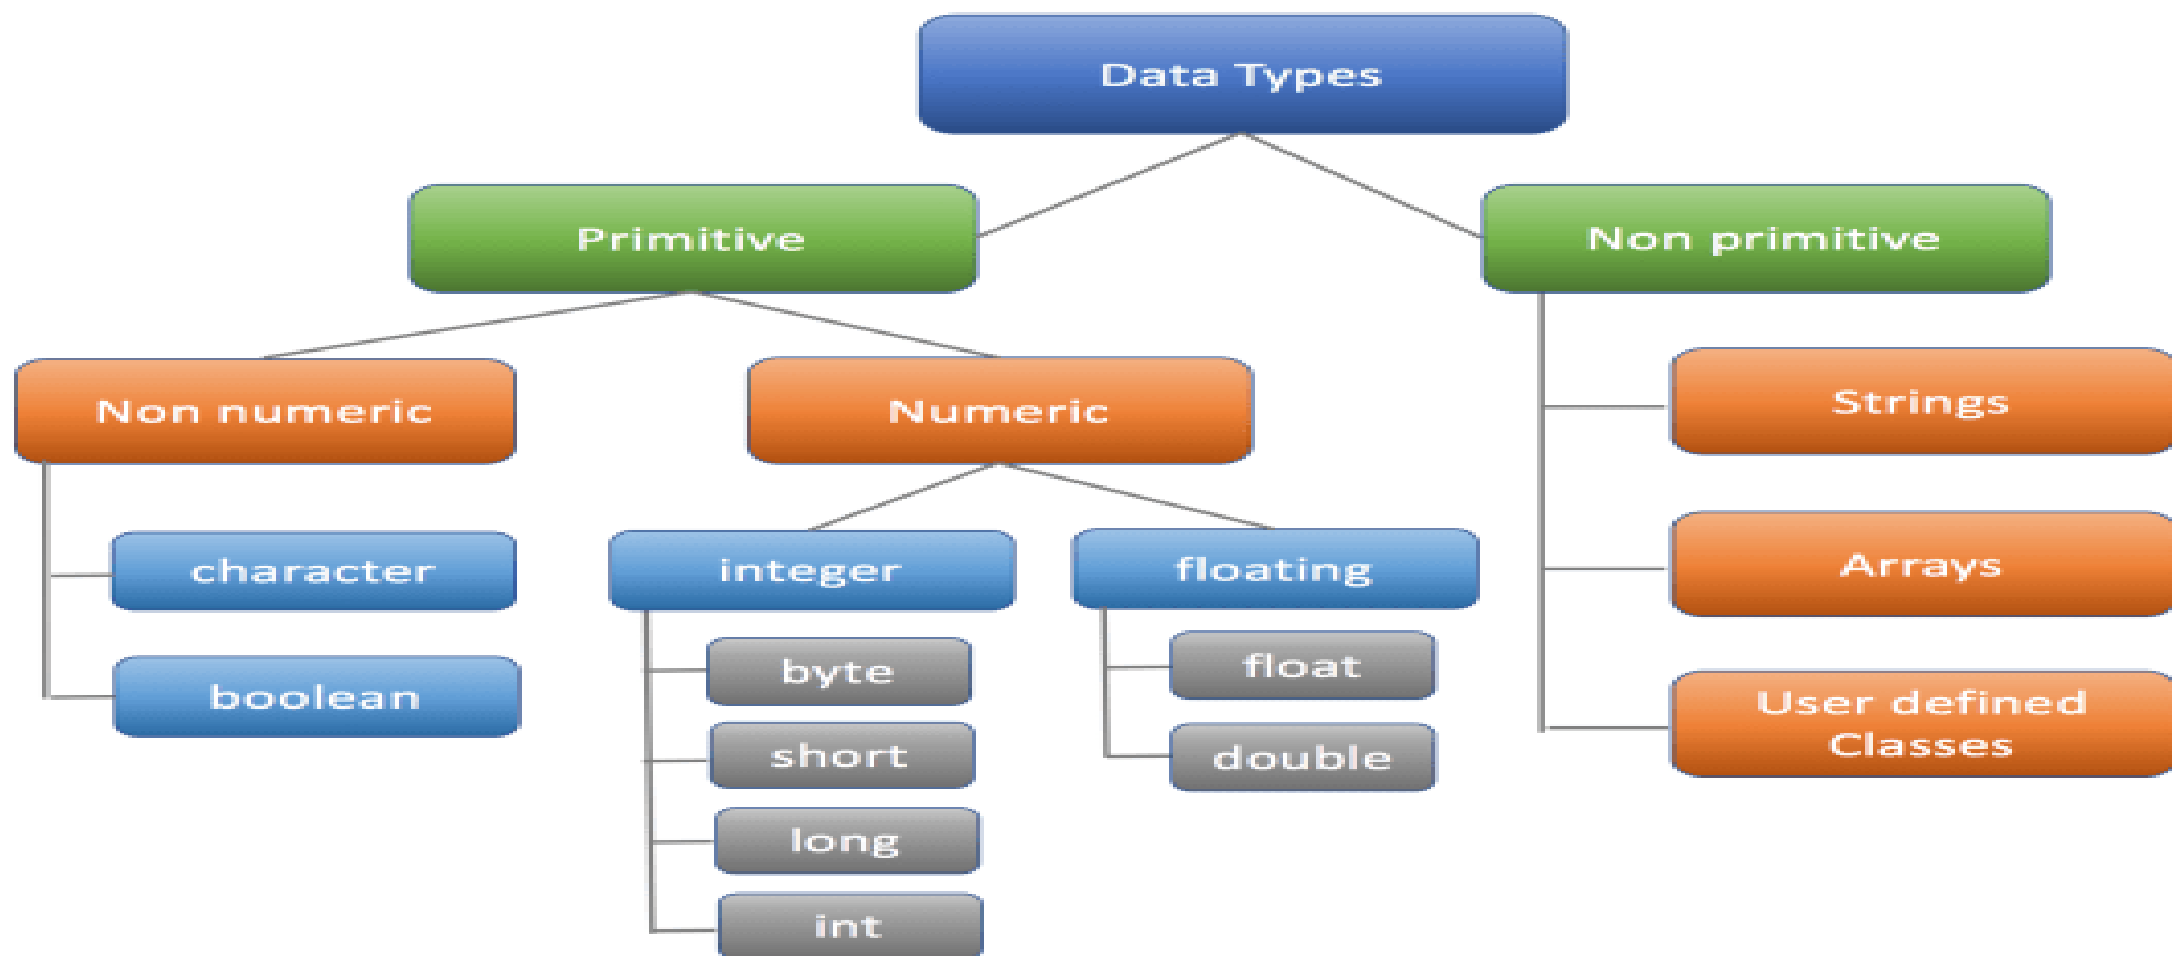 Data Types
Primitive
Non primitive
Non numeric
Numeric
Strings
character
integer
floating
Arrays
boolean
byte
float
User defined
Classes
short
double
long
int